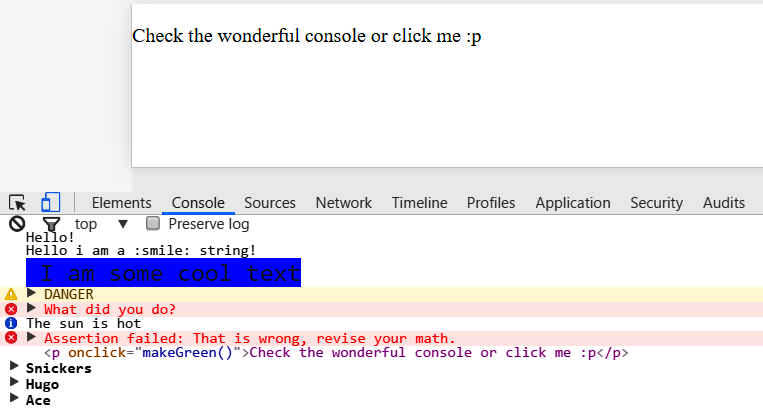 Check the wonderful console or click me :p
Elements Console Sources Network Timeline Profiles Application Security Audits
top Preserve log
Hello!
Hello i am a :smile: string!
I am some cool text
DANGER
What did you do?
The sun is hot
Assertion failed: That is wrong, revise your math.
<p onclick="makeGreen()">Check the wonderful console or click me :p</p>
Snickers
Hugo
Ace